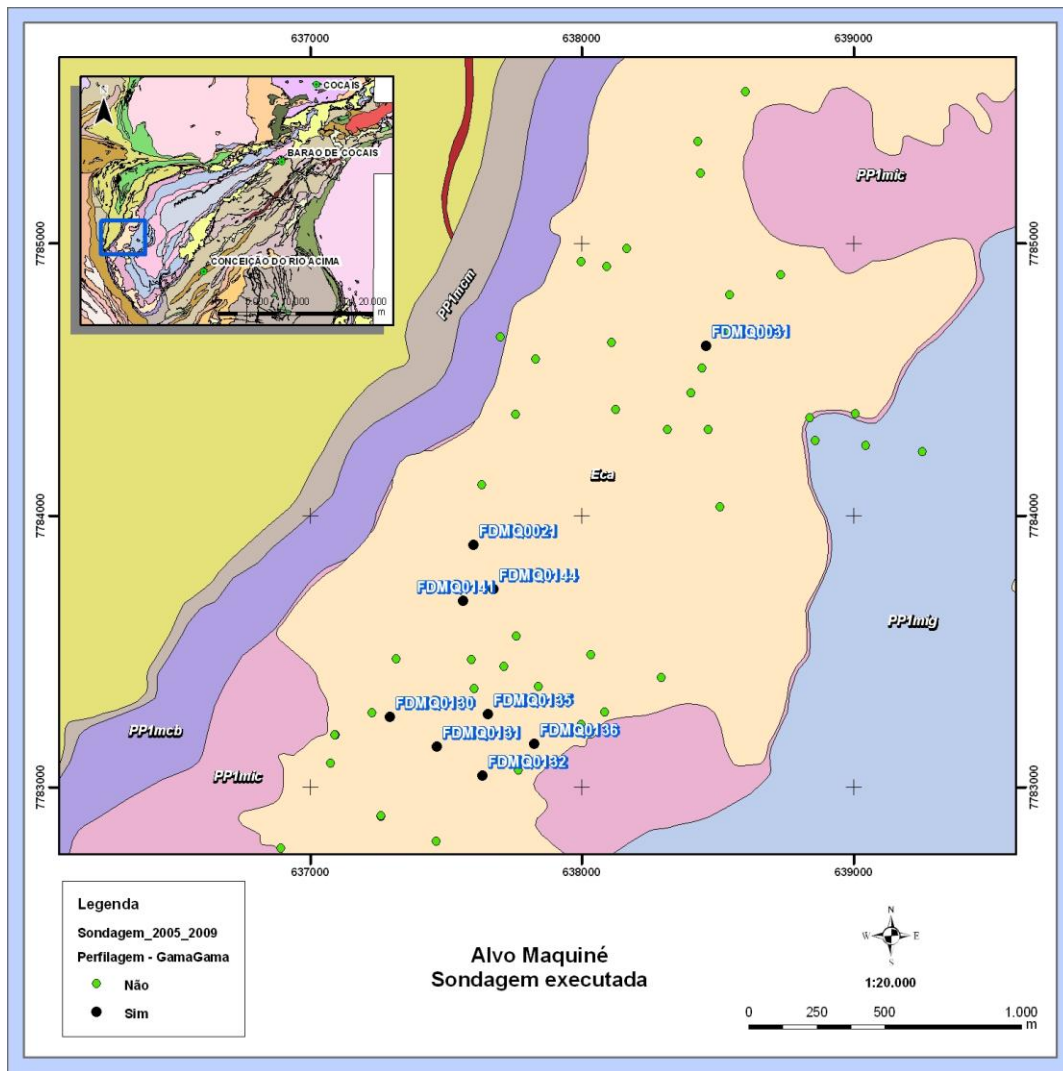 637000
638000
639000
COCAIS
BARÃO DE COCAIS
CONCEIÇÃO DO RIO ACIMA
m
PP1mic
7785000
7785000
PP1mcm
FDMQ0031
Eca
7784000
7784000
FDMQ0021
FDMQ0144
FDMQ0141
PP1mig
FDMQ0135
FDMQ0130
FDMQ0136
FDMQ0131
PP1mcb
FDMQ0132
PP1mic
7783000
7783000
637000
638000
639000
Legenda
Sondagem_2005_2009
Perfilagem - GamaGama
Não
Sim
Alvo Maquiné
Sondagem executada
N
W
E
S
1:20.000
0 250 500 1.000
m